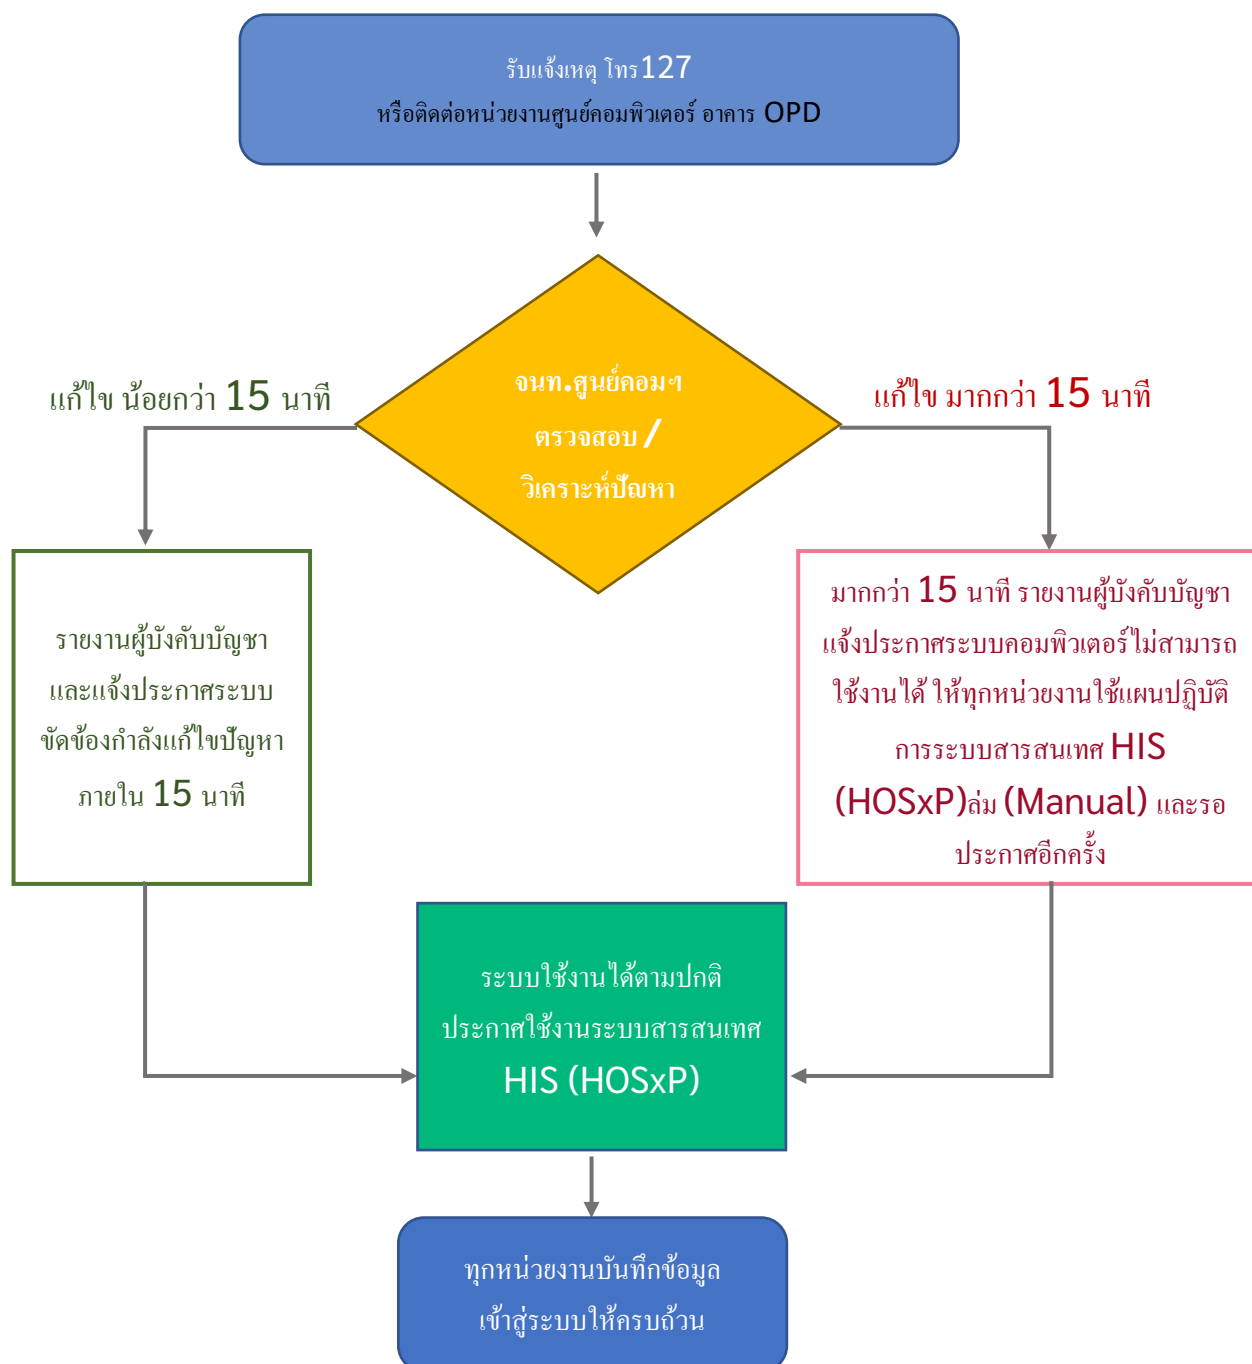 รับแจ้งเหตุ โทร127
หรือติดต่อหน่วยงานศูนย์คอมพิวเตอร์ อาคาร OPD
จนท.ศูนย์คอมฯ
ตรวจสอบ /
วิเคราะห์ปัญหา
แก้ไข น้อยกว่า 15 นาที
แก้ไข มากกว่า 15 นาที
รายงานผู้บังคับบัญชา
และแจ้งประกาศระบบ
ขัดข้องกำลังแก้ไขปัญหา
ภายใน 15 นาที
มากกว่า 15 นาที รายงานผู้บังคับบัญชา
แจ้งประกาศระบบคอมพิวเตอร์ไม่สามารถ
ใช้งานได้ ให้ทุกหน่วยงานใช้แผนปฏิบัติ
การระบบสารสนเทศ HIS
(HOSxP)ล่ม (Manual) และรอ
ประกาศอีกครั้ง
ระบบใช้งานได้ตามปกติ
ประกาศใช้งานระบบสารสนเทศ
HIS (HOSxP)
ทุกหน่วยงานบันทึกข้อมูล
เข้าสู่ระบบให้ครบถ้วน